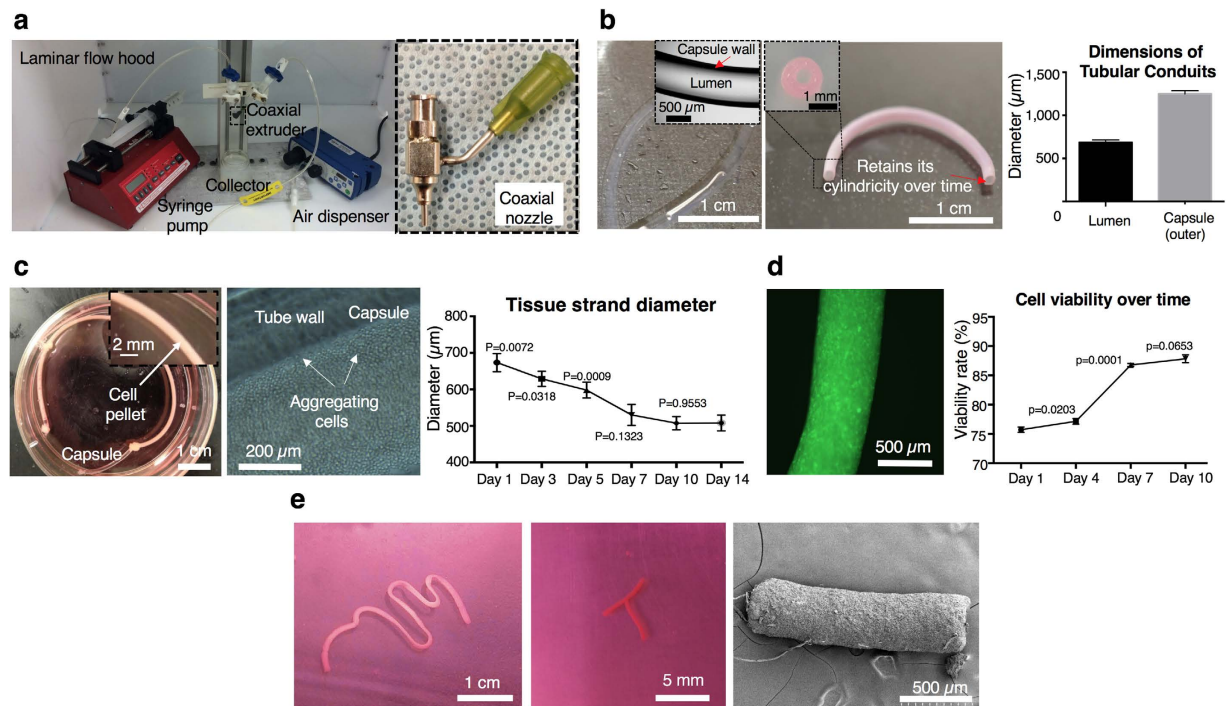 a
Laminar flow hood
Coaxial
extruder
Collector
Syringe
pump
Air dispenser
Coaxial
nozzle
b
Capsule wall
Lumen
500 µm
1 cm
1 mm
Retains its
cylindricity over time
1 cm
Dimensions of
Tubular Conduits
Diameter (µm)
1,500
1,000
500
0
Lumen
Capsule
(outer)
c
2 mm
Cell
pellet
Capsule
1 cm
Tube wall
Capsule
Aggregating
cells
200 µm
Tissue strand diameter
Diameter (µm)
800
700
600
500
400
P=0.0072
P=0.0318
P=0.0009
P=0.1323
P=0.9553
Day 1 Day 3 Day 5 Day 7 Day 10 Day 14
d
500 µm
Cell viability over time
Viability rate (%)
95
90
85
80
75
70
p=0.0203
p=0.0001
p=0.0653
Day 1 Day 4 Day 7 Day 10
e
1 cm
5 mm
500 µm